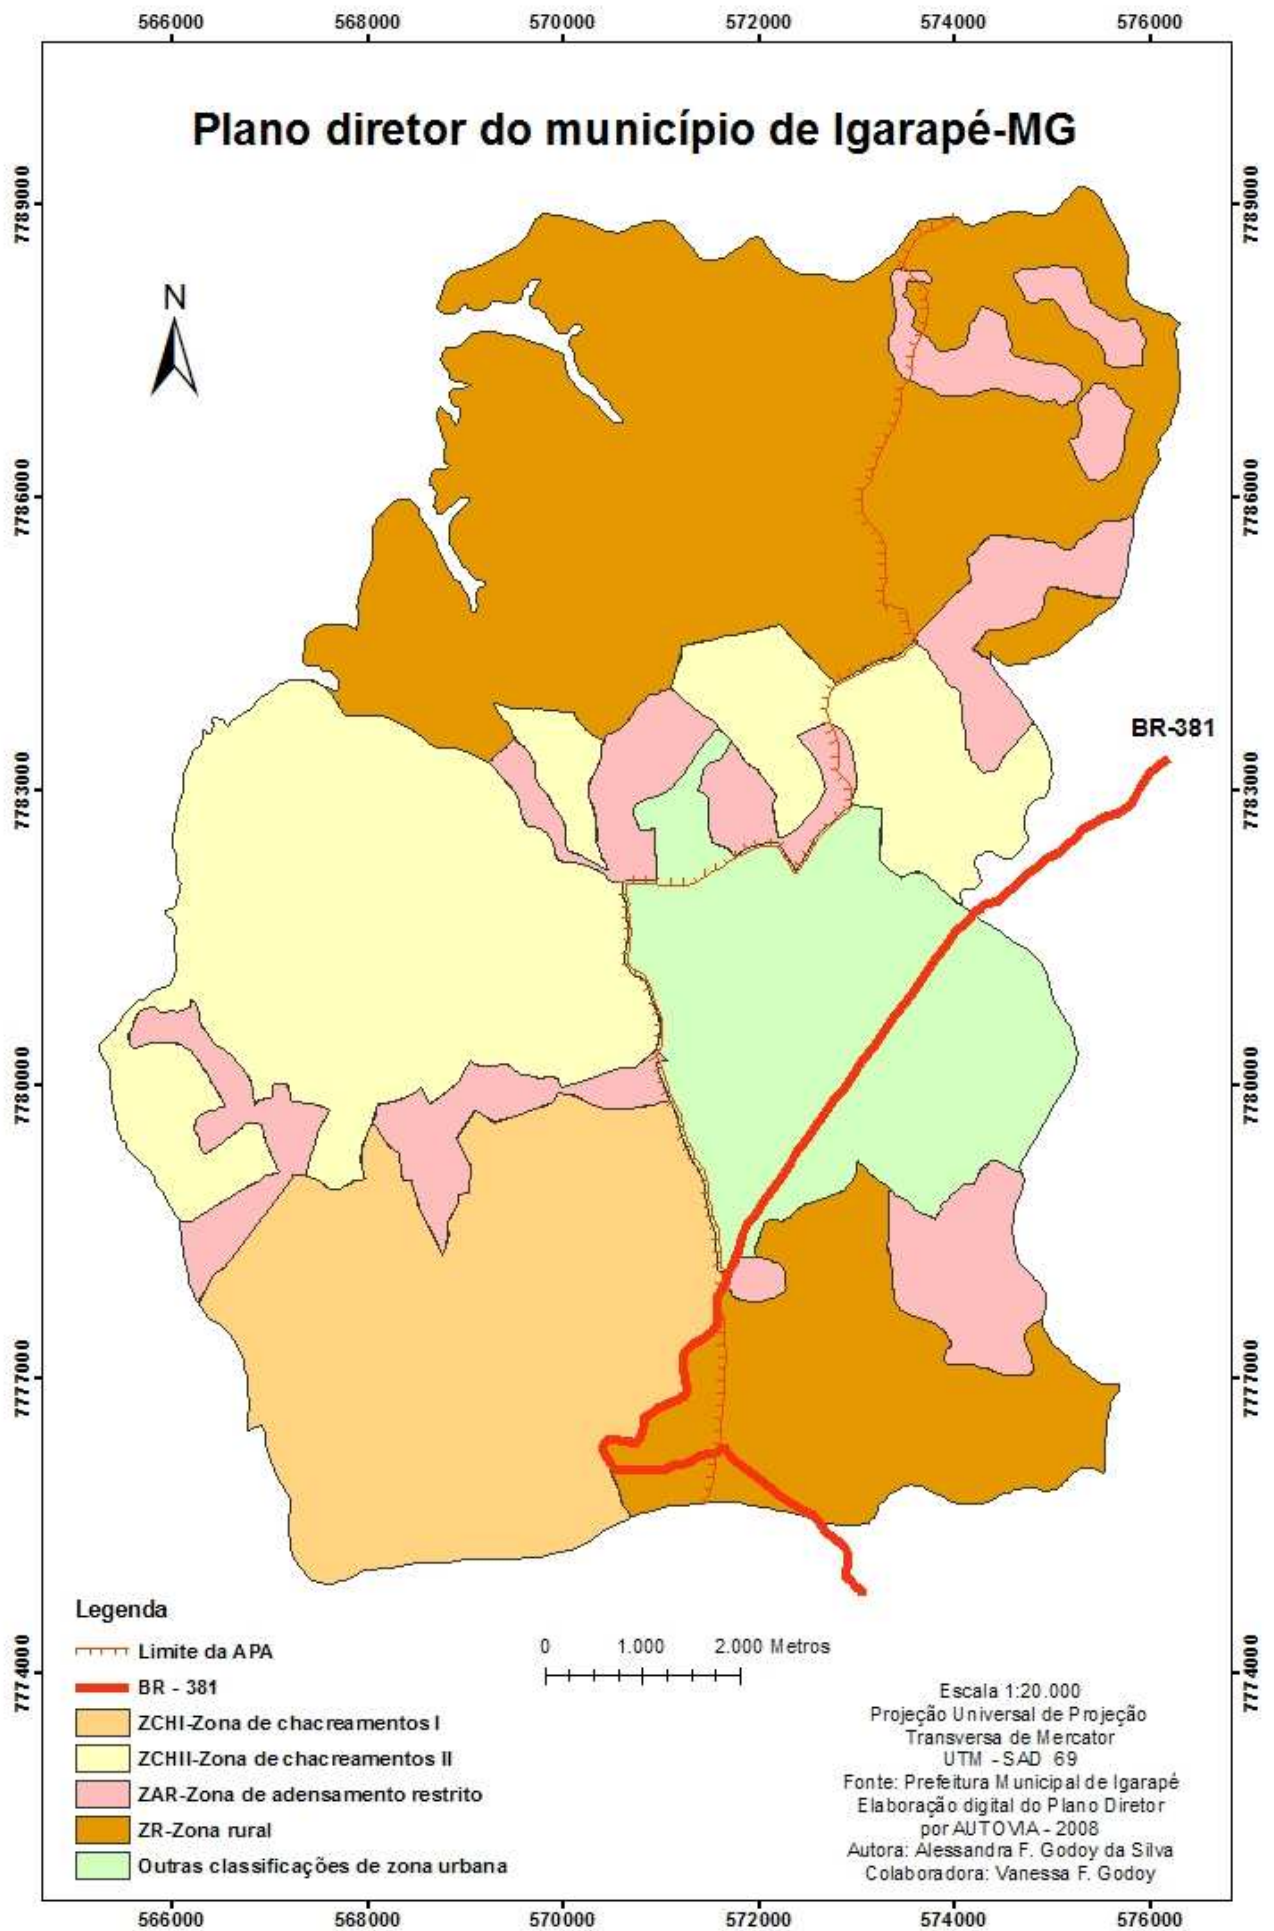 566000 568000 570000 572000 574000 576000
Plano diretor do município de Igarapé-MG
7789000 7789000
N
7786000 7786000
BR-381
7783000 7783000
7780000 7780000
7777000 7777000
Legenda
Limite da APA
BR - 381
ZCHI-Zona de chacreamentos I
ZCHII-Zona de chacreamentos II
ZAR-Zona de adensamento restrito
ZR-Zona rural
Outras classificações de zona urbana
0 1.000 2.000 Metros
7774000 7774000
Escala 1:20.000
Projeção Universal de Projeção
Transversa de Mercator
UTM - SAD 69
Fonte: Prefeitura Municipal de Igarapé
Elaboração digital do Plano Diretor
por AUTOVIA - 2008
Autora: Alessandra F. Godoy da Silva
Colaboradora: Vanessa F. Godoy
566000 568000 570000 572000 574000 576000